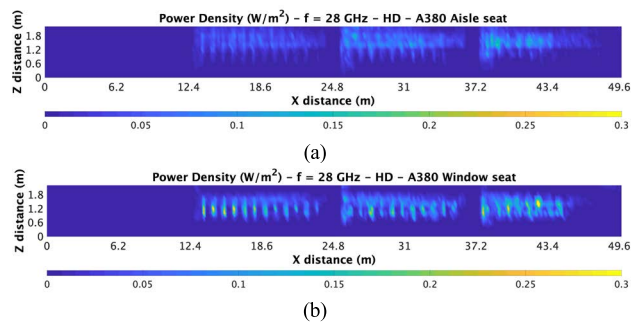 Power Density (W/m²) – f = 28 GHz – HD – A380 Aisle seat
Z distance (m)
1.8
1.2
0.6
0
0 6.2 12.4 18.6 24.8 31 37.2 43.4 49.6
X distance (m)
0 0.05 0.1 0.15 0.2 0.25 0.3
(a)
Power Density (W/m²) – f = 28 GHz – HD – A380 Window seat
Z distance (m)
1.8
1.2
0.6
0
0 6.2 12.4 18.6 24.8 31 37.2 43.4 49.6
X distance (m)
0 0.05 0.1 0.15 0.2 0.25 0.3
(b)